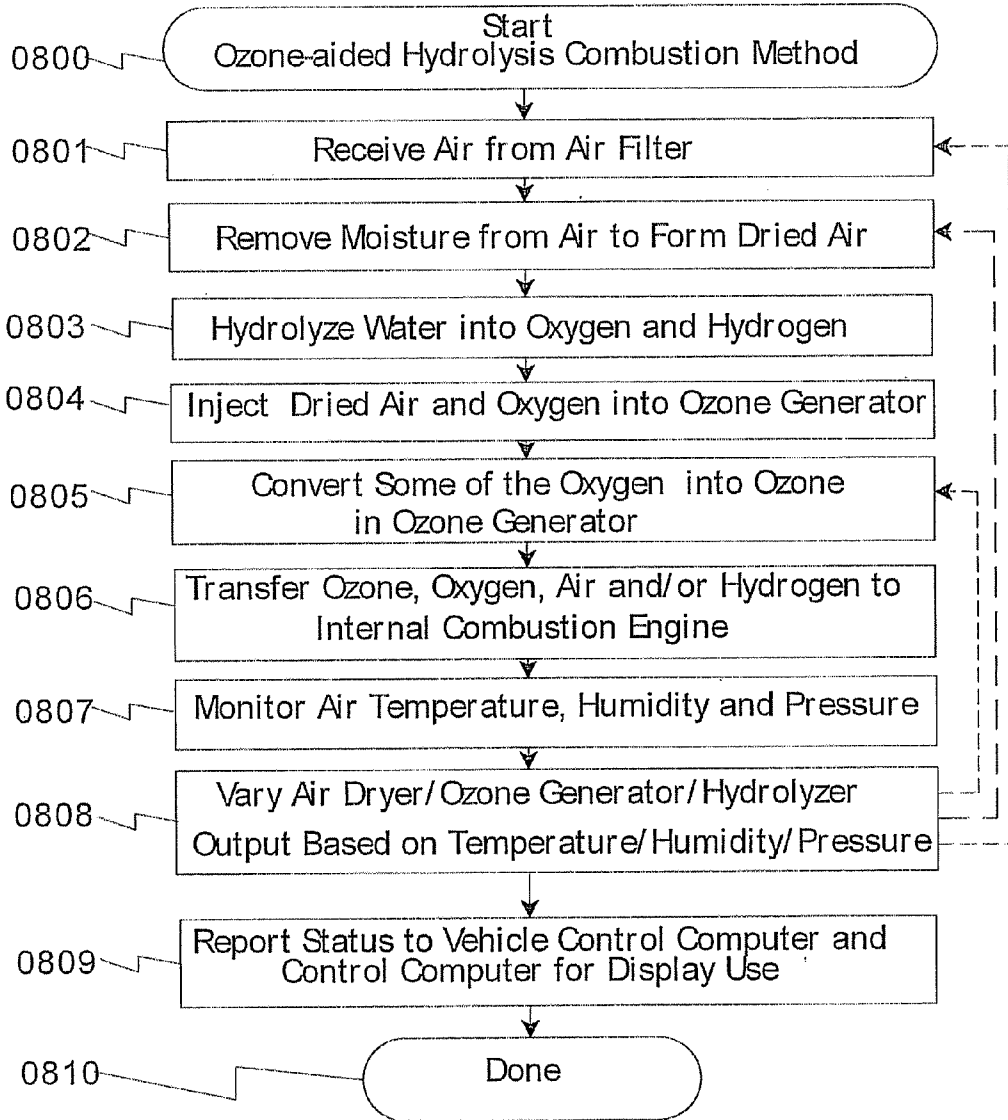 Start
0800
Ozone-aided Hydrolysis Combustion Method
0801
Receive Air from Air Filter
0802
Remove Moisture from Air to Form Dried Air
0803
Hydrolyze Water into Oxygen and Hydrogen
0804
Inject Dried Air and Oxygen into Ozone Generator
0805
Convert Some of the Oxygen into Ozone
in Ozone Generator
0806
Transfer Ozone, Oxygen, Air and/or Hydrogen to
Internal Combustion Engine
0807
Monitor Air Temperature, Humidity and Pressure
0808
Vary Air Dryer/Ozone Generator/Hydrolyzer
Output Based on Temperature/Humidity/Pressure
0809
Report Status to Vehicle Control Computer and
Control Computer for Display Use
0810
Done